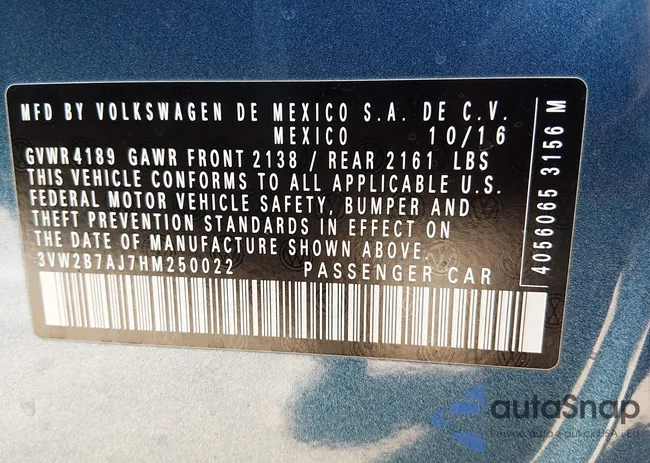 MFD BY VOLKSWAGEN DE MEXICO S.A. DE C.V.
MEXICO 10/16
GVWR4189 GAWR FRONT 2138 / REAR 2161 LBS
THIS VEHICLE CONFORMS TO ALL APPLICABLE U.S.
FEDERAL MOTOR VEHICLE SAFETY, BUMPER AND
THEFT PREVENTION STANDARDS IN EFFECT ON
THE DATE OF MANUFACTURE SHOWN ABOVE.
3VW2B7AJ7HM250022 PASSENGER CAR
4056065 3156 M
autoSnap